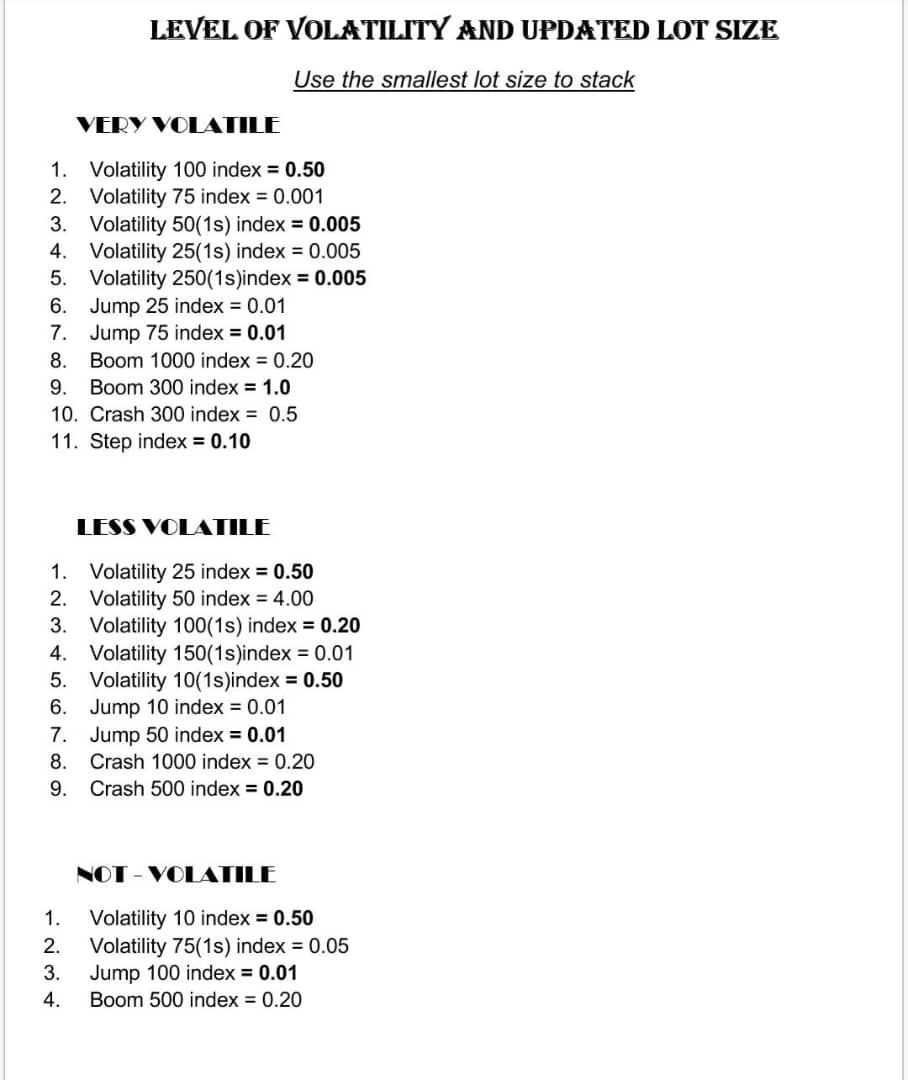 LEVEL OF VOLATILITY AND UPDATED LOT SIZE
Use the smallest lot size to stack
VERY VOLATILE
1. Volatility 100 index = 0.50
2. Volatility 75 index = 0.001
3. Volatility 50(1s) index = 0.005
4. Volatility 25(1s) index = 0.005
5. Volatility 250(1s)index = 0.005
6. Jump 25 index = 0.01
7. Jump 75 index = 0.01
8. Boom 1000 index = 0.20
9. Boom 300 index = 1.0
10. Crash 300 index = 0.5
11. Step index = 0.10
LESS VOLATILE
1. Volatility 25 index = 0.50
2. Volatility 50 index = 4.00
3. Volatility 100(1s) index = 0.20
4. Volatility 150(1s)index = 0.01
5. Volatility 10(1s)index = 0.50
6. Jump 10 index = 0.01
7. Jump 50 index = 0.01
8. Crash 1000 index = 0.20
9. Crash 500 index = 0.20
NOT - VOLATILE
1. Volatility 10 index = 0.50
2. Volatility 75(1s) index = 0.05
3. Jump 100 index = 0.01
4. Boom 500 index = 0.20